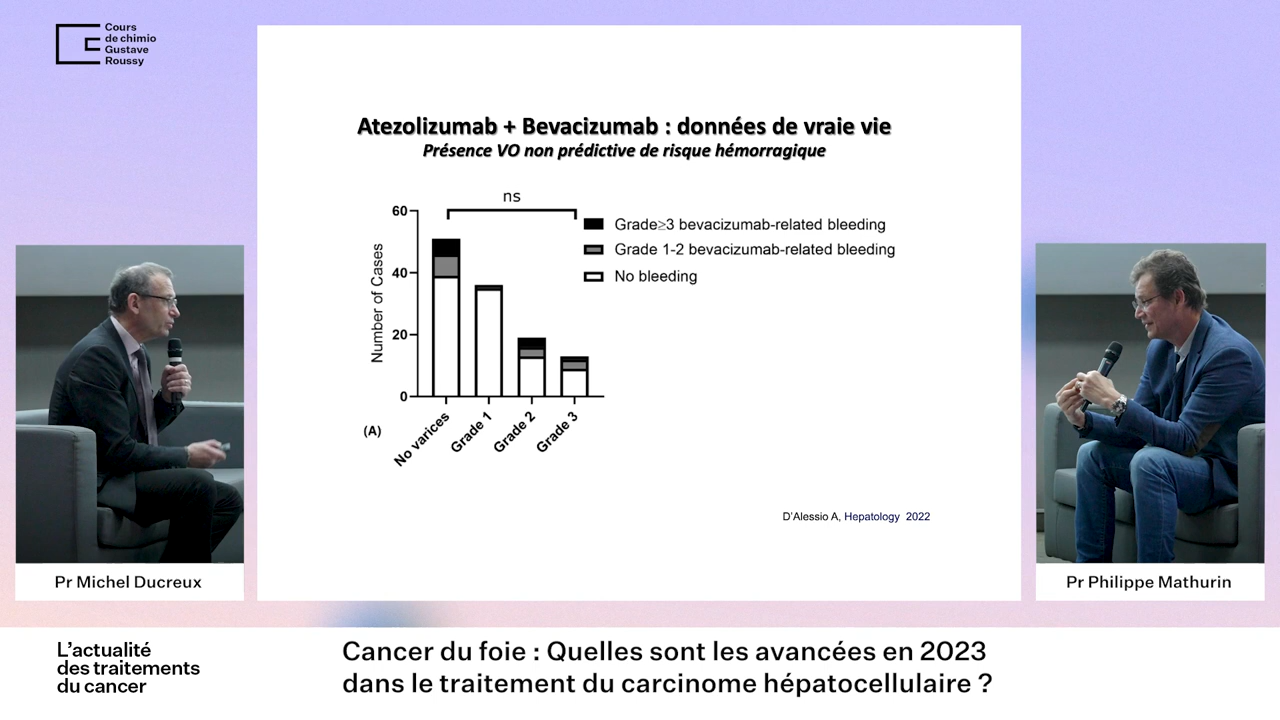 Cours
de chimio
Gustave
Roussy
Atezolizumab + Bevacizumab : données de vraie vie
Présence VO non prédictive de risque hémorragique
ns
60
40
20
0
Number of Cases
Grade≥3 bevacizumab-related bleeding
Grade 1-2 bevacizumab-related bleeding
No bleeding
(A)
No varices
Grade 1
Grade 2
Grade 3
D'Alessio A, Hepatology 2022
Pr Michel Ducreux
Pr Philippe Mathurin
L'actualité
des traitements
du cancer
Cancer du foie : Quelles sont les avancées en 2023
dans le traitement du carcinome hépatocellulaire ?